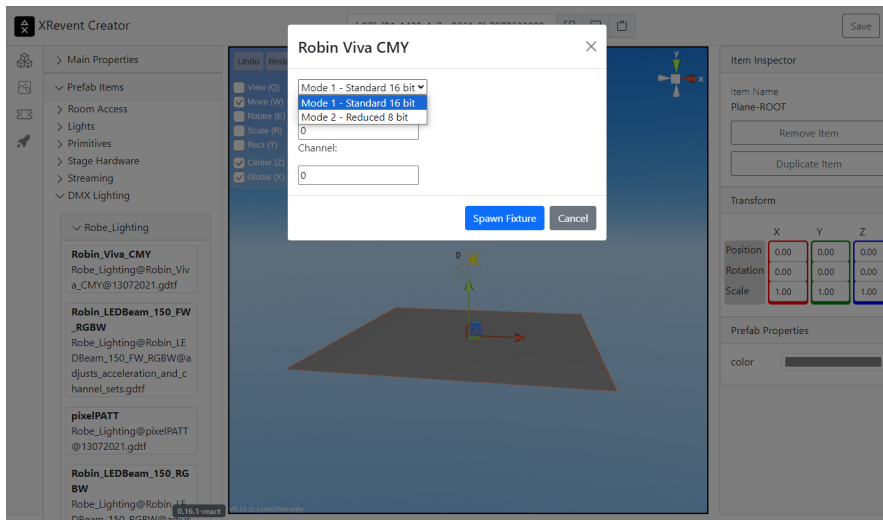 XRevent Creator
Save
Main Properties
Prefab Items
Room Access
Lights
Primitives
Stage Hardware
Streaming
DMX Lighting
Robe_Lighting
Robin_Viva_CMY
Robe_Lighting@Robin_Viv
a_CMY@13072021.gdtf
Robin_LEDBeam_150_FW
_RGBW
Robe_Lighting@Robin_LE
DBeam_150_FW_RGBW@a
djusts_acceleration_and_c
hannel_sets.gdtf
pixelPATT
Robe_Lighting@pixelPATT
@13072021.gdtf
Robin_LEDBeam_150_RG
BW
0.16.1-react
Undo
View (Q)
Move (W)
Rotate (E)
Scale (R)
Rect (T)
Center (Z)
Global (X)
Robin Viva CMY
Mode 1 - Standard 16 bit
Mode 1 - Standard 16 bit
Mode 2 - Reduced 8 bit
0
Channel:
0
Spawn Fixture
Cancel
y
x
D
Item Inspector
Item Name
Plane-ROOT
Remove Item
Duplicate Item
Transform
X Y Z
Position 0.00 0.00 0.00
Rotation 0.00 0.00 0.00
Scale 1.00 1.00 1.00
Prefab Properties
color